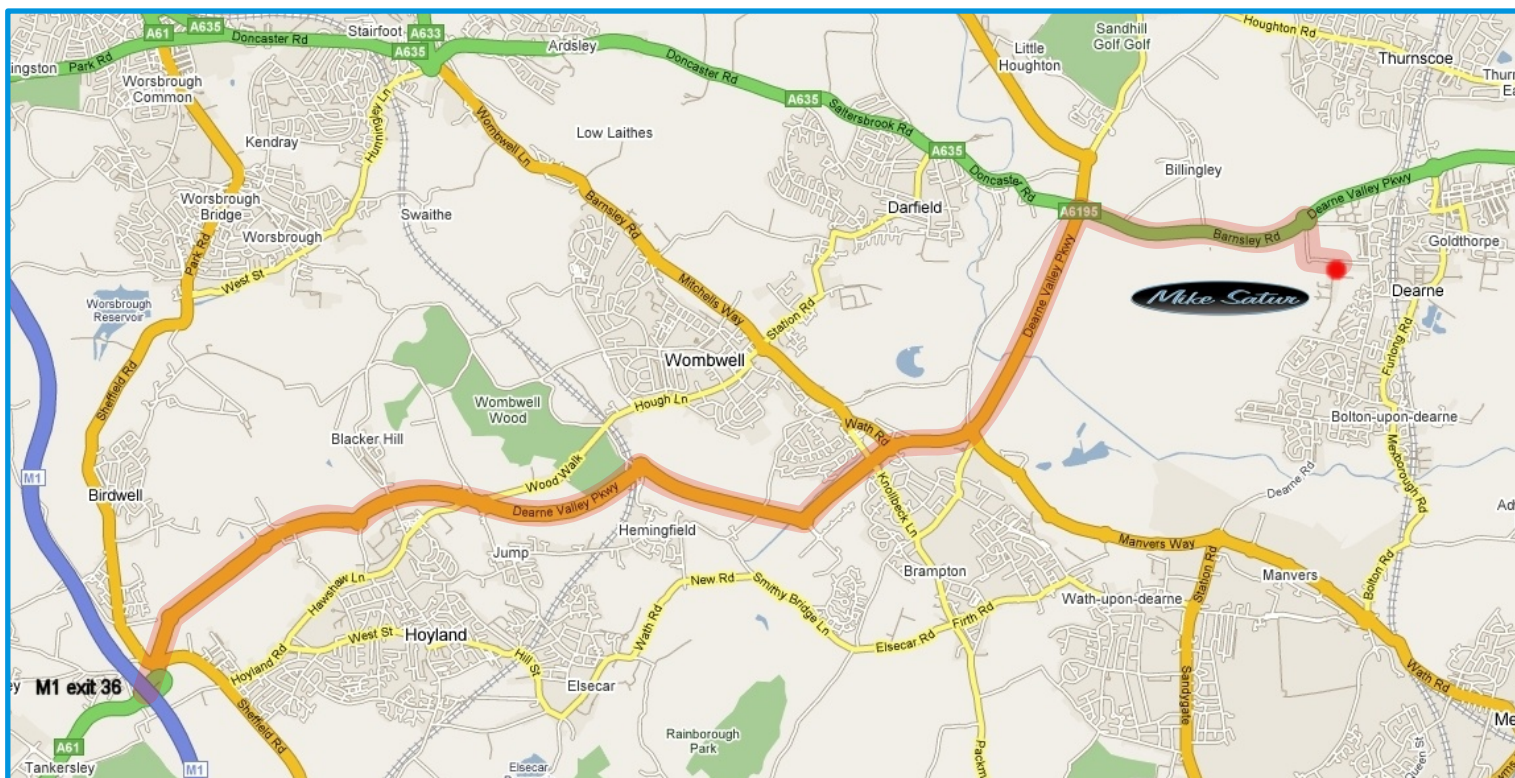 A61
A635
Stairfoot
A633
A635
Doncaster Rd
Park Rd
Ardsley
Doncaster Rd
Worsbrough
Common
Kendray
Hunningley Ln
Wombwell Ln
Low Laithes
A635
Saltersbrook Rd
A635
Doncaster Rd
Little
Houghton
Sandhill
Golf Golf
Houghton Rd
Thurnscoe
Billingley
Dearne Valley Pkwy
A6195
Barnsley Rd
Goldthorpe
Dearne
Mike Satur
Worsbrough
Bridge
Worsbrough
Swaithe
Barnsley Rd
Darfield
Park Rd
West St
Worsbrough
Reservoir
Mitchells Way
Station Rd
Dearne Valley Pkwy
Wombwell
Sheffield Rd
Wombwell
Wood
Hough Ln
Furlong Rd
Bolton-upon-dearne
Blacker Hill
Wath Rd
Wood Walk
M1
Birdwell
Mexborough Rd
Dearne Rd
Dearne Valley Pkwy
Knollbeck Ln
Hemingfield
Jump
Manvers Way
Station Rd
Manvers
Bolton Rd
Brampton
Hawshaw Ln
New Rd
Smithy Bridge Ln
Wath-upon-dearne
West St
Hoyland
Wath Rd
Elsecar Rd
Firth Rd
Hoyland Rd
Hill St
M1 exit 36
Elsecar
Sandygate
Wath Rd
Sheffield Rd
Rainborough
Park
A61
Tankersley
M1
Elsecar
Queen St